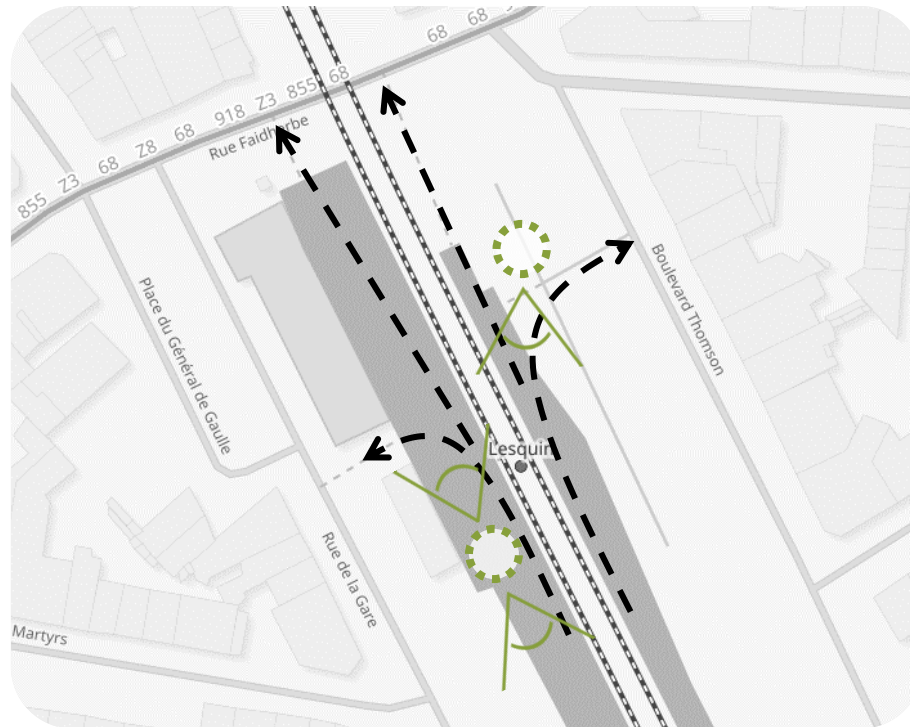 68
68
68
855
Z3
918
68
Z8
68
Z3
855
Rue Faidherbe
Place du Général de Gaulle
Boulevard Thomson
Lesquin
Rue de la Gare
Martyrs